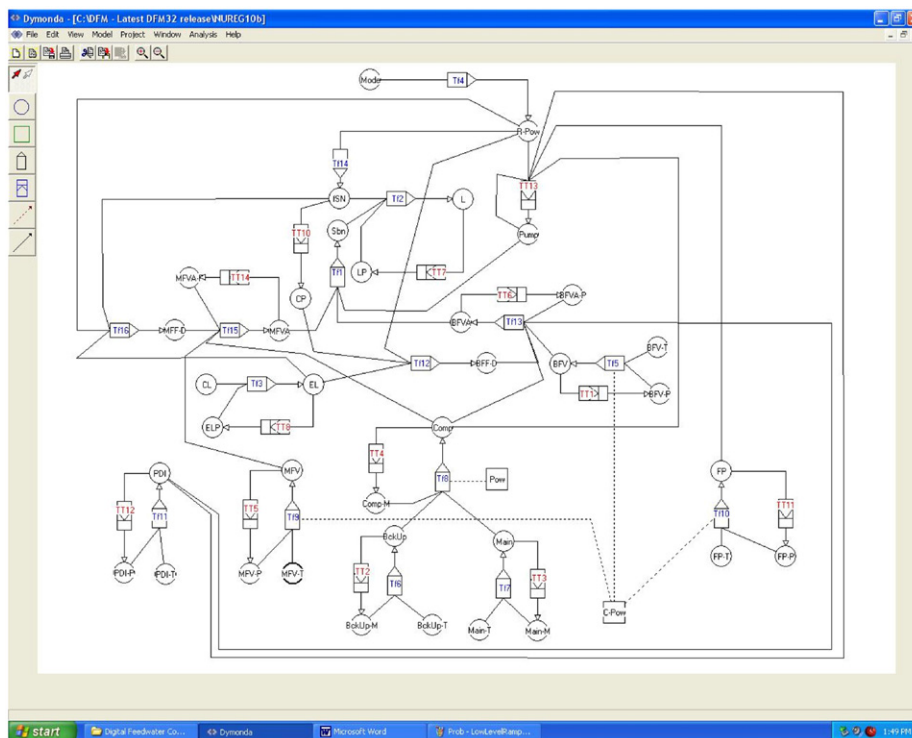 Dymonda - [C:\DFM - Latest DFM32 release\NUREG10b]
File Edit View Model Project Window Analysis Help
Mode
Tf4
R-Pow
Tf14
TT13
ISN
Tf2
L
Sbn
TT10
Pump
MFVA-P
TT14
Tf1
LP
TT7
TT6
BFVA-P
CP
BFVA
Tf13
Tf16
MFF-D
Tf15
MFVA
BFV-T
Tf12
BFF-D
BFV
Tf5
CL
Tf3
EL
TT1
BFV-P
ELP
TT8
Comp
TT4
PDI
MFV
FP
Tf8
Pow
Comp-M
TT12
Tf11
TT5
Tf9
Tf10
TT11
BckUp
Main
FP-T
FP-P
PDI-P
PDI-T
MFV-P
MFV-T
TT2
Tf6
Tf7
TT3
C-Pow
BckUp-M
BckUp-T
Main-T
Main-M
start
Digital Feedwater Co...
Dymonda
Microsoft Word
Prob - LowLevelRamp...
1:49 PM